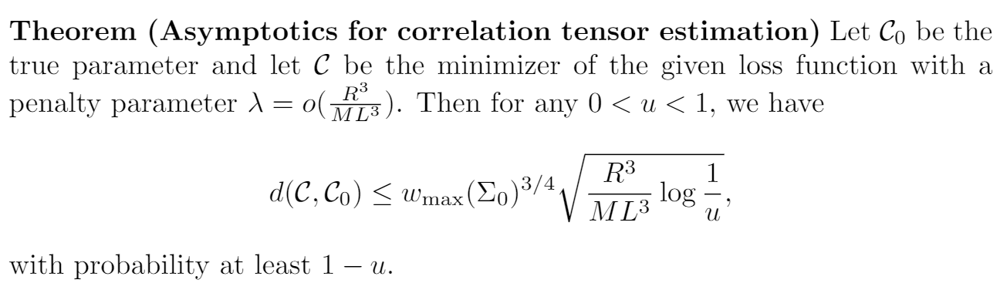 Theorem (Asymptotics for correlation tensor estimation) Let $\mathcal{C}_0$ be the
true parameter and let $\mathcal{C}$ be the minimizer of the given loss function with a
penalty parameter $\lambda = o(\frac{R^3}{ML^3})$. Then for any $0 < u < 1$, we have
$d(\mathcal{C}, \mathcal{C}_0) \leq w_{\max}(\Sigma_0)^{3/4} \sqrt{\frac{R^3}{ML^3} \log \frac{1}{u}},$
with probability at least $1 - u$.